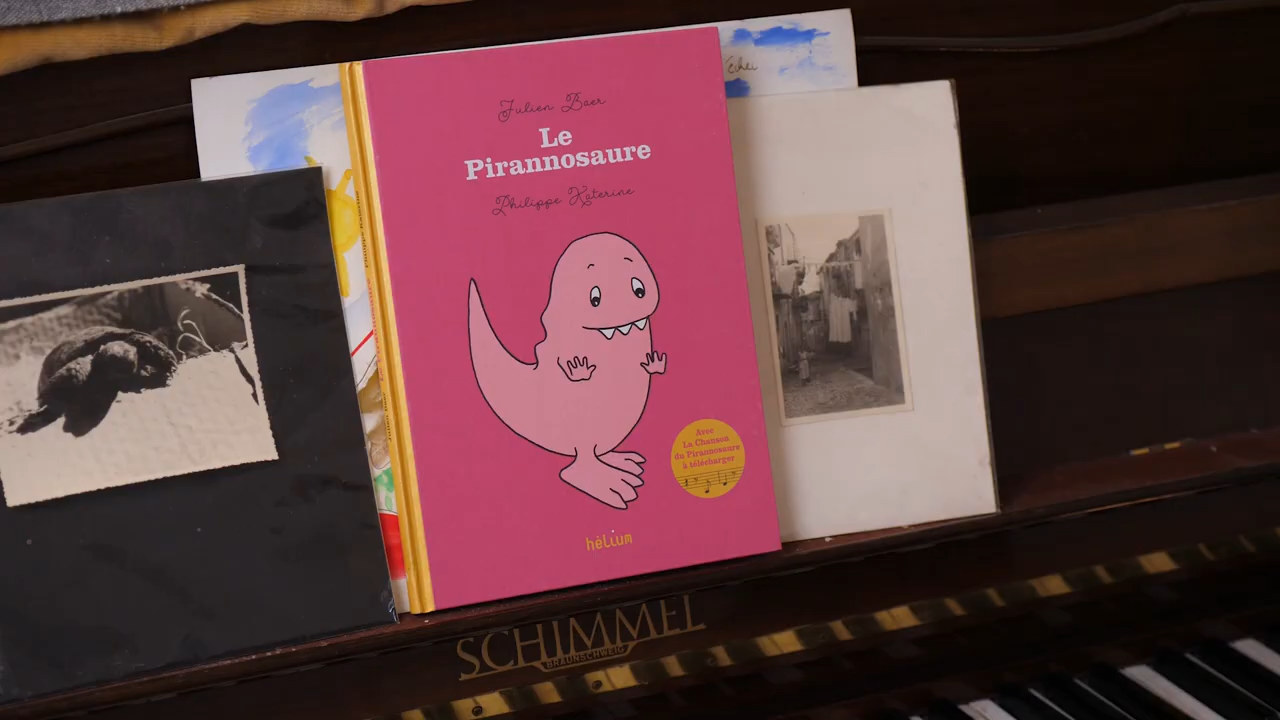 Julien Baer
Le
Pirannosaure
Philippe Katerine
Avec
La Chanson
du Pirannosaure
à télécharger
hélium
SCHIMMEL
BRAUNSCHWEIG